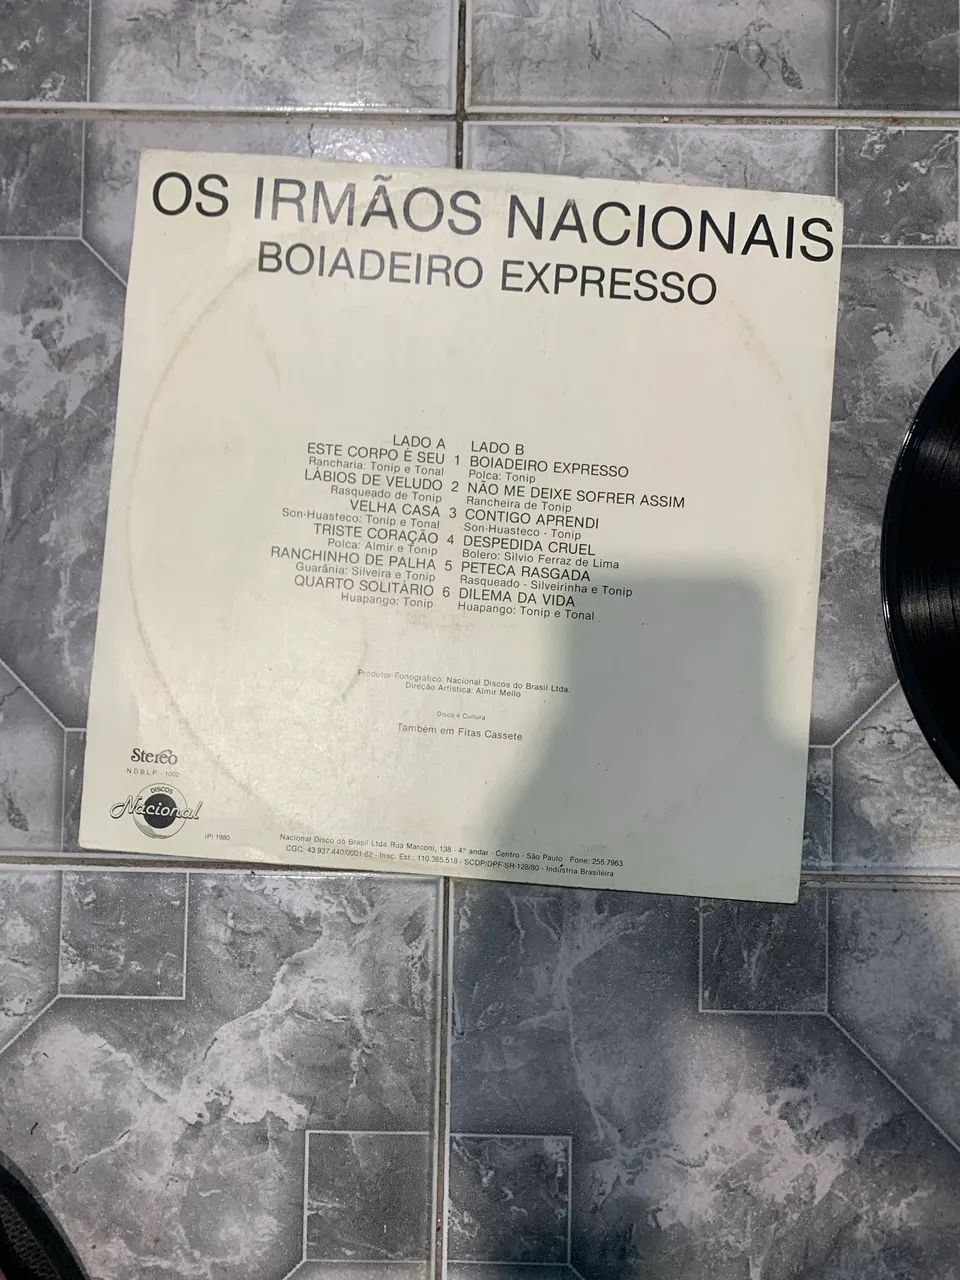 OS IRMÃOS NACIONAIS
BOIADEIRO EXPRESSO
LADO A
ESTE CORPO É SEU 1
Rancharia: Tonip e Tonal
LÁBIOS DE VELUDO 2
Rasqueado de Tonip
VELHA CASA 3
Son-Huasteco: Tonip e Tonal
TRISTE CORAÇÃO 4
Polca: Almir e Tonip
RANCHINHO DE PALHA 5
Guarânia: Silveira e Tonip
QUARTO SOLITÁRIO 6
Huapango: Tonip
LADO B
BOIADEIRO EXPRESSO
Polca: Tonip
NÃO ME DEIXE SOFRER ASSIM
Rancheira de Tonip
CONTIGO APRENDI
Son-Huasteco - Tonip
DESPEDIDA CRUEL
Bolero: Silvio Ferraz de Lima
PETECA RASGADA
Rasqueado - Silveirinha e Tonip
DILEMA DA VIDA
Huapango: Tonip e Tonal
Produtor Fonográfico: Nacional Discos do Brasil Ltda.
Direção Artística: Almir Mello
Disco é Cultura
Também em Fitas Cassete
Stereo
N.D.B.L.P. - 1002
DISCOS
Nacional
(P) 1980
Nacional Disco do Brasil Ltda. Rua Marconi, 138 - 4º andar - Centro - São Paulo - Fone: 255.7963
CGC: 43.937.440/0001-82 - Insc. Est.: 110.365.518 - SCDP/DPF-SR-128/80 - Indústria Brasileira